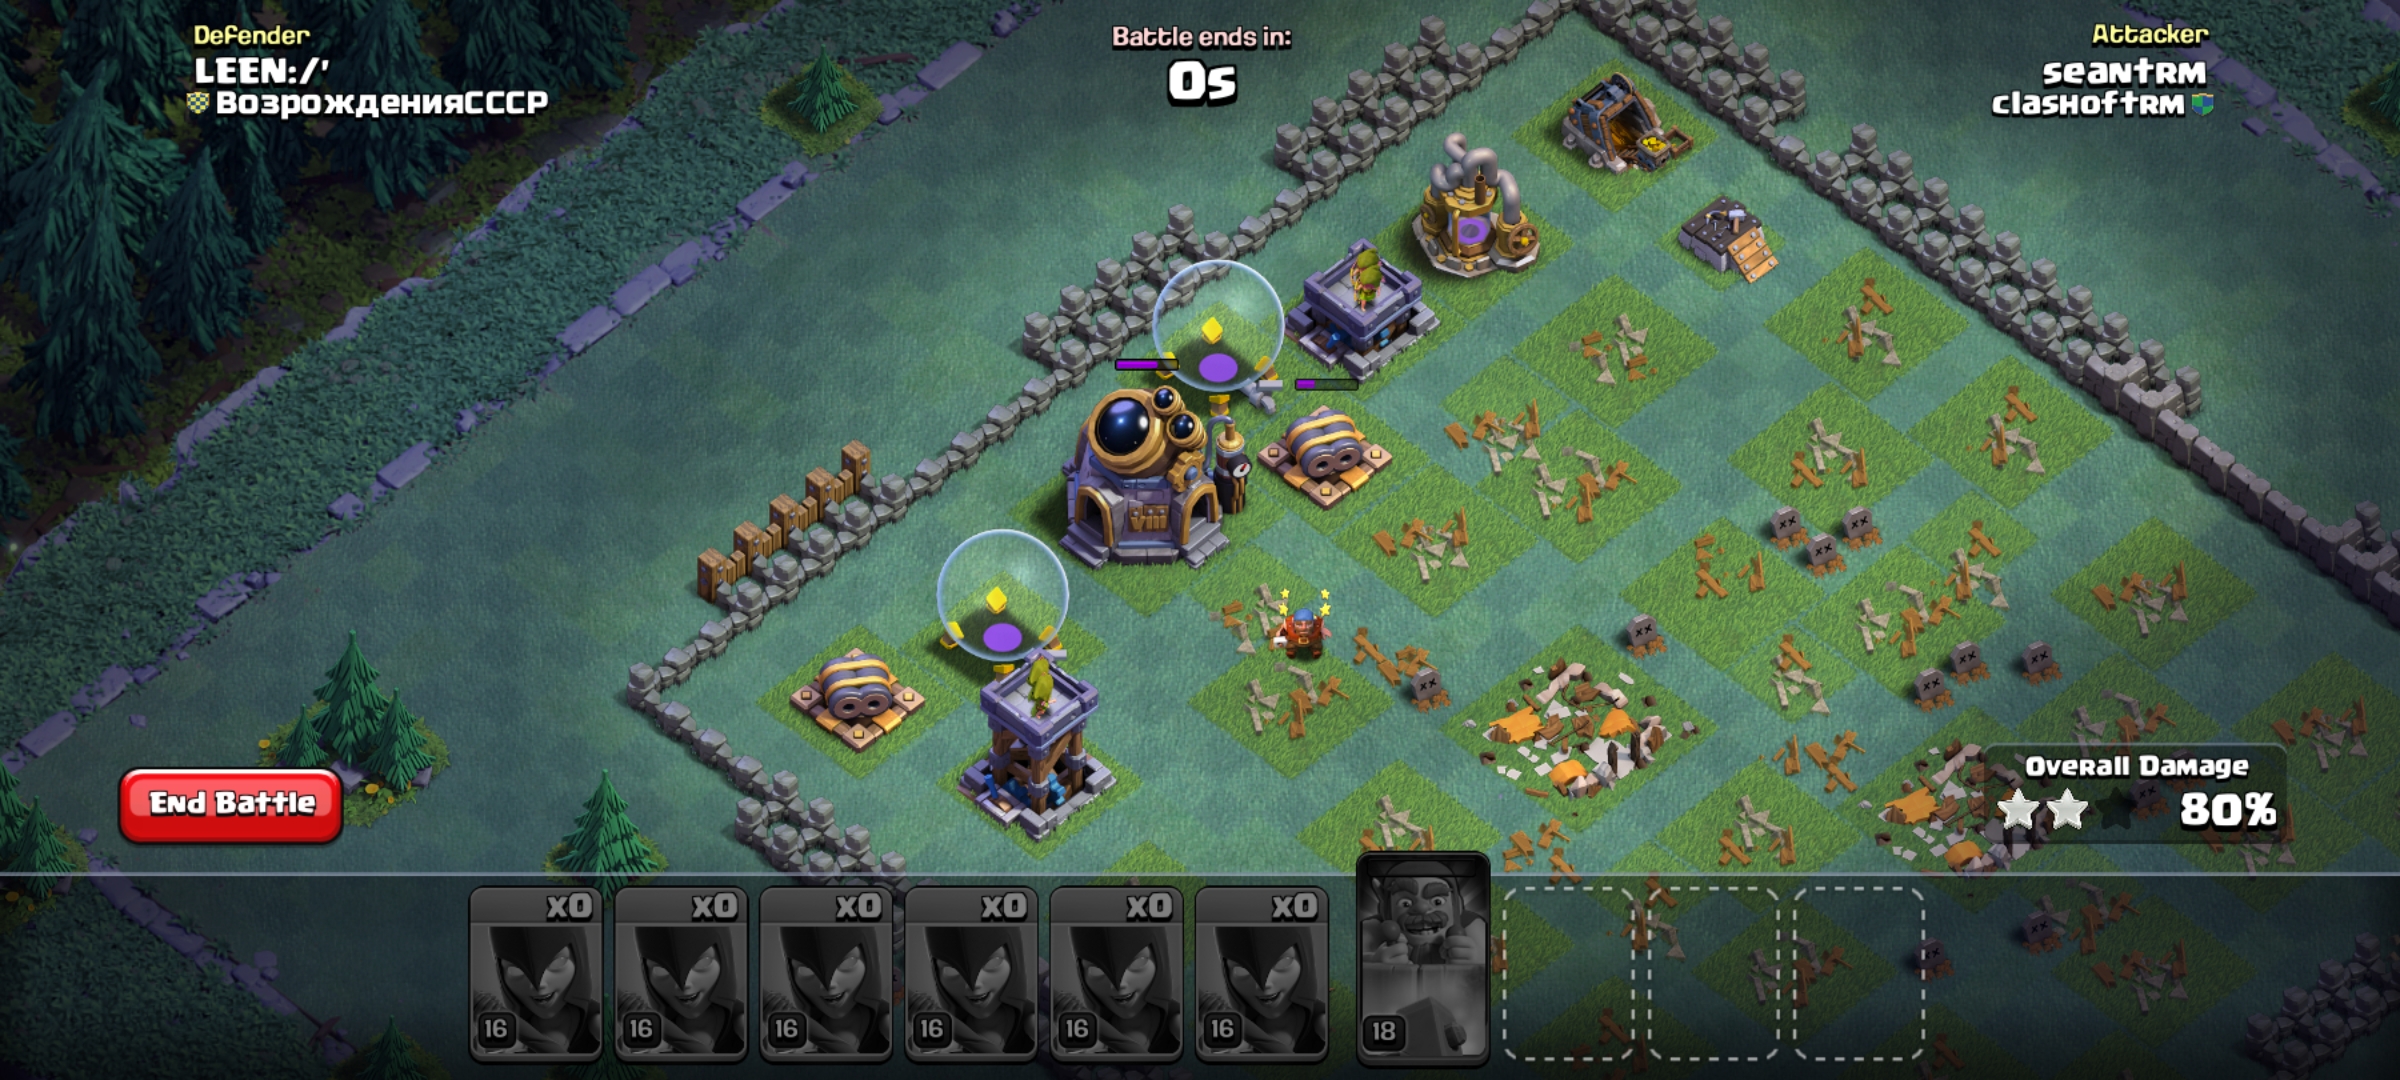 Defender
LEEN:/'
ВозрожденияСССР
Battle ends in:
0s
Attacker
seantRM
clashoftRM
VIII
End Battle
Overall Damage
80%
x0
x0
x0
x0
x0
x0
16
16
16
16
16
16
18